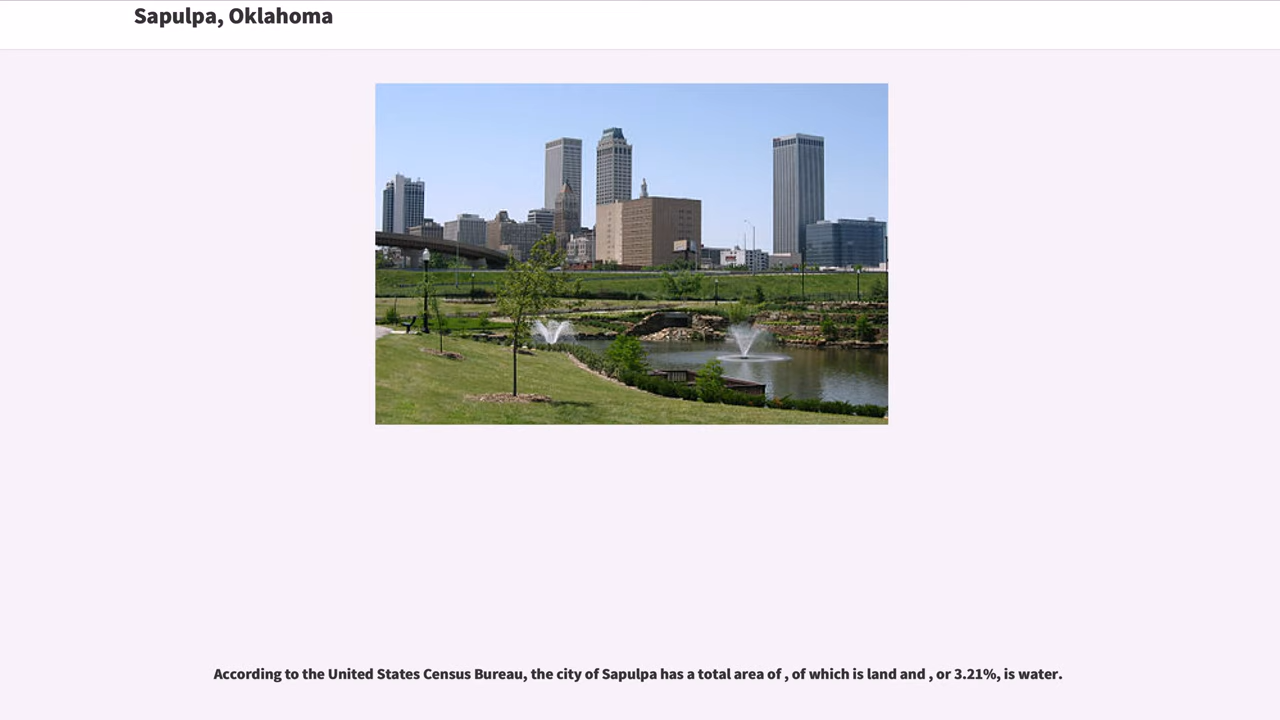 Sapulpa, Oklahoma
According to the United States Census Bureau, the city of Sapulpa has a total area of , of which is land and , or 3.21%, is water.